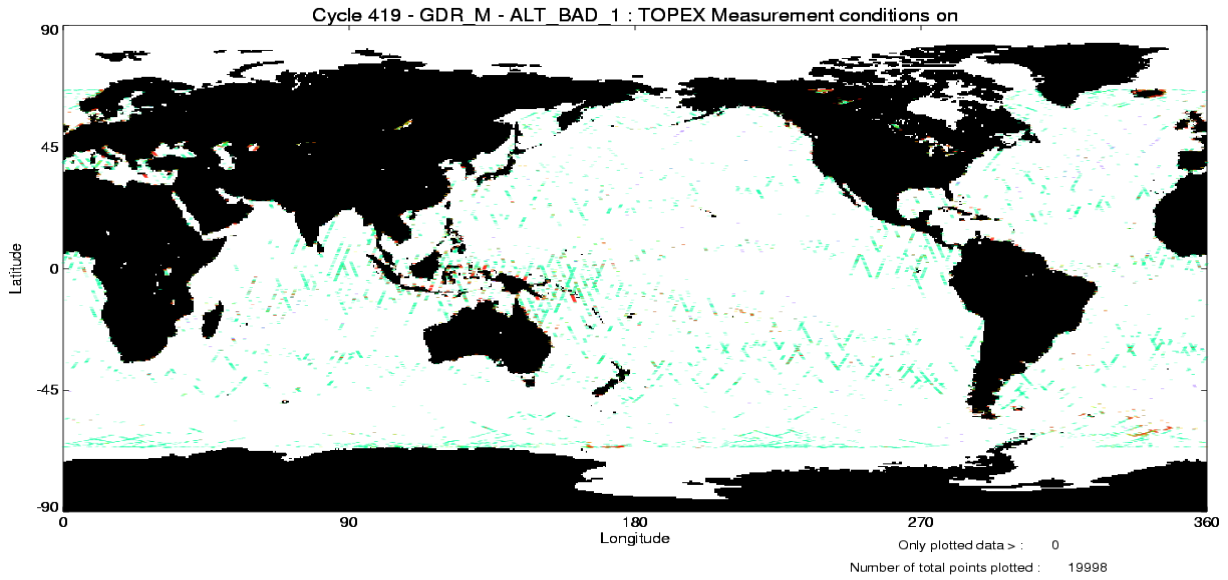 Cycle 419 - GDR_M - ALT_BAD_1 : TOPEX Measurement conditions on
90
45
0
-45
-90
Latitude
0 90 180 270 360
Longitude
Only plotted data > : 0
Number of total points plotted : 19998